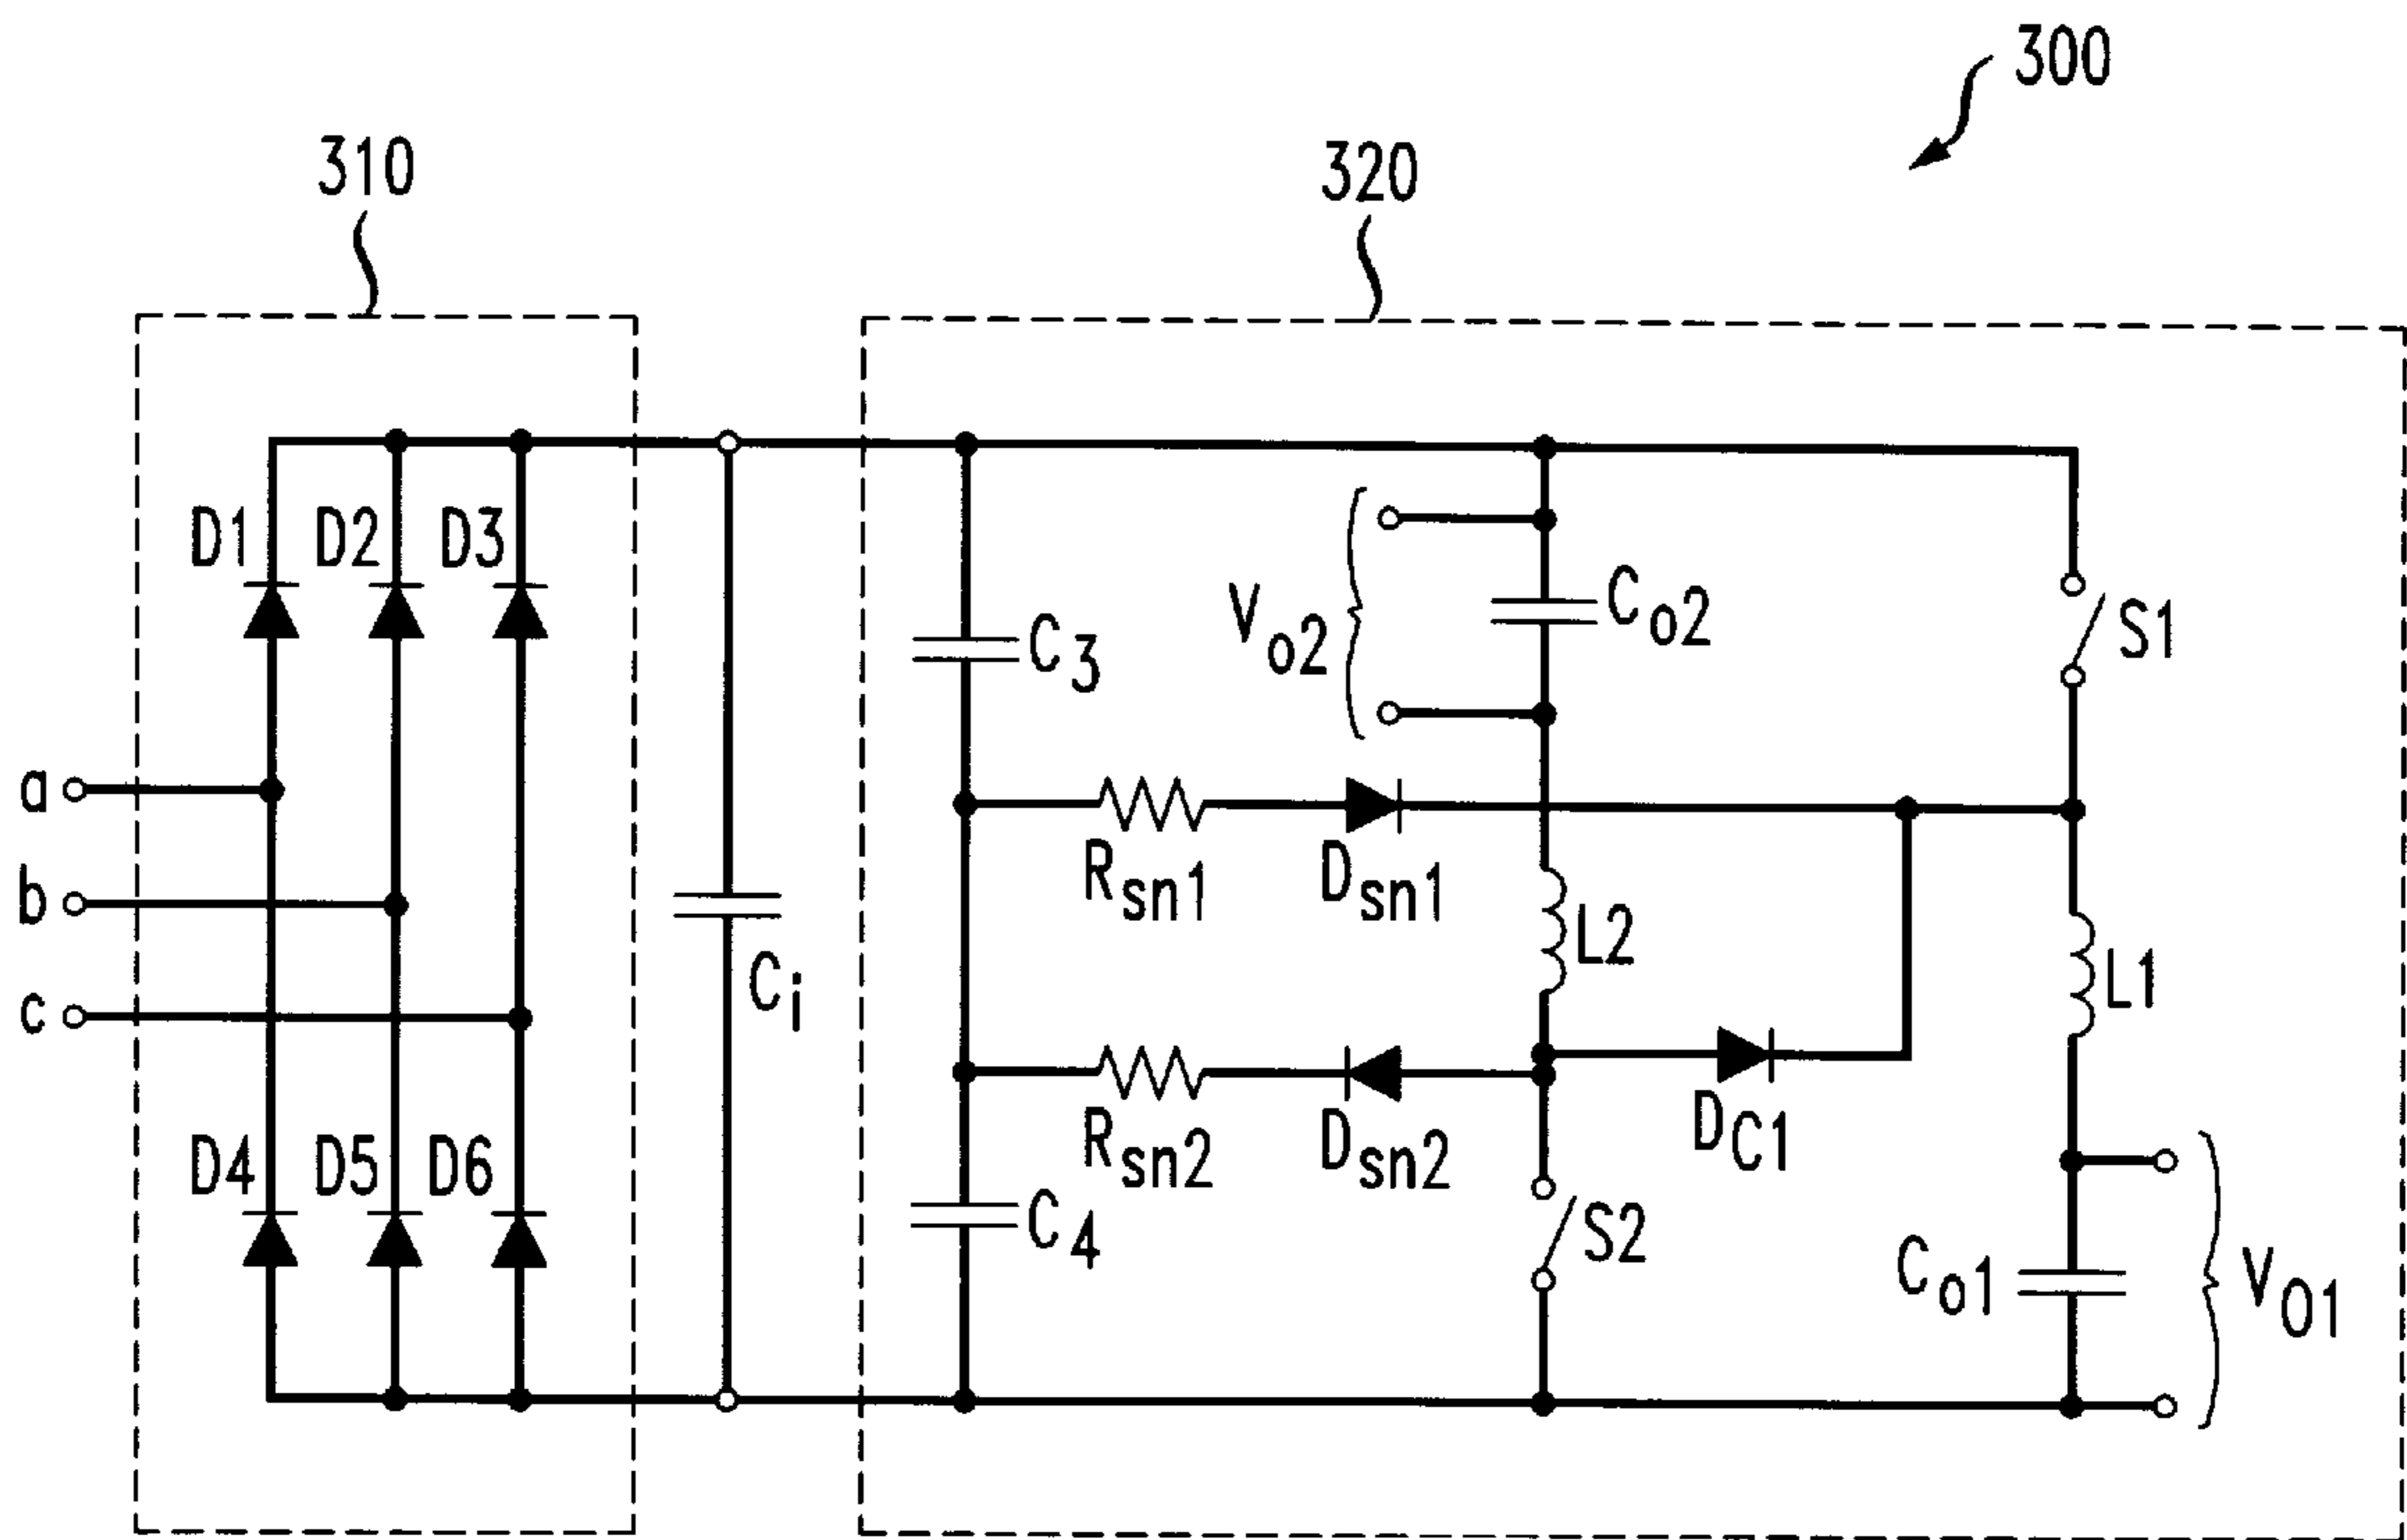 300
310
320
D1
D2
D3
C3
Vo2
Co2
S1
a
b
c
Rsn1
Dsn1
L2
L1
Ci
D4
D5
D6
Rsn2
Dsn2
DC1
C4
S2
Co1
VO1